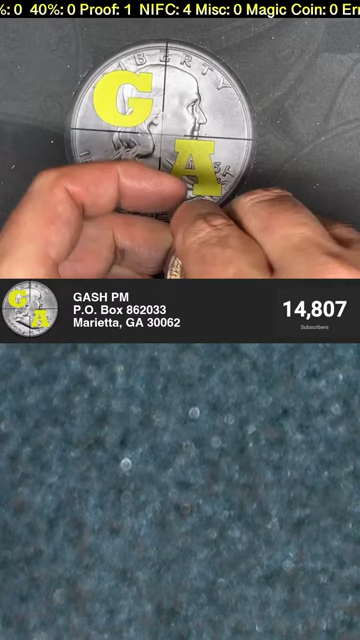 %: 0 40%: 0 Proof: 1 NIFC: 4 Misc: 0 Magic Coin: 0 Err
LIBERTY
G
A
GASH PM
P.O. Box 862033
Marietta, GA 30062
14,807
Subscribers
G
A